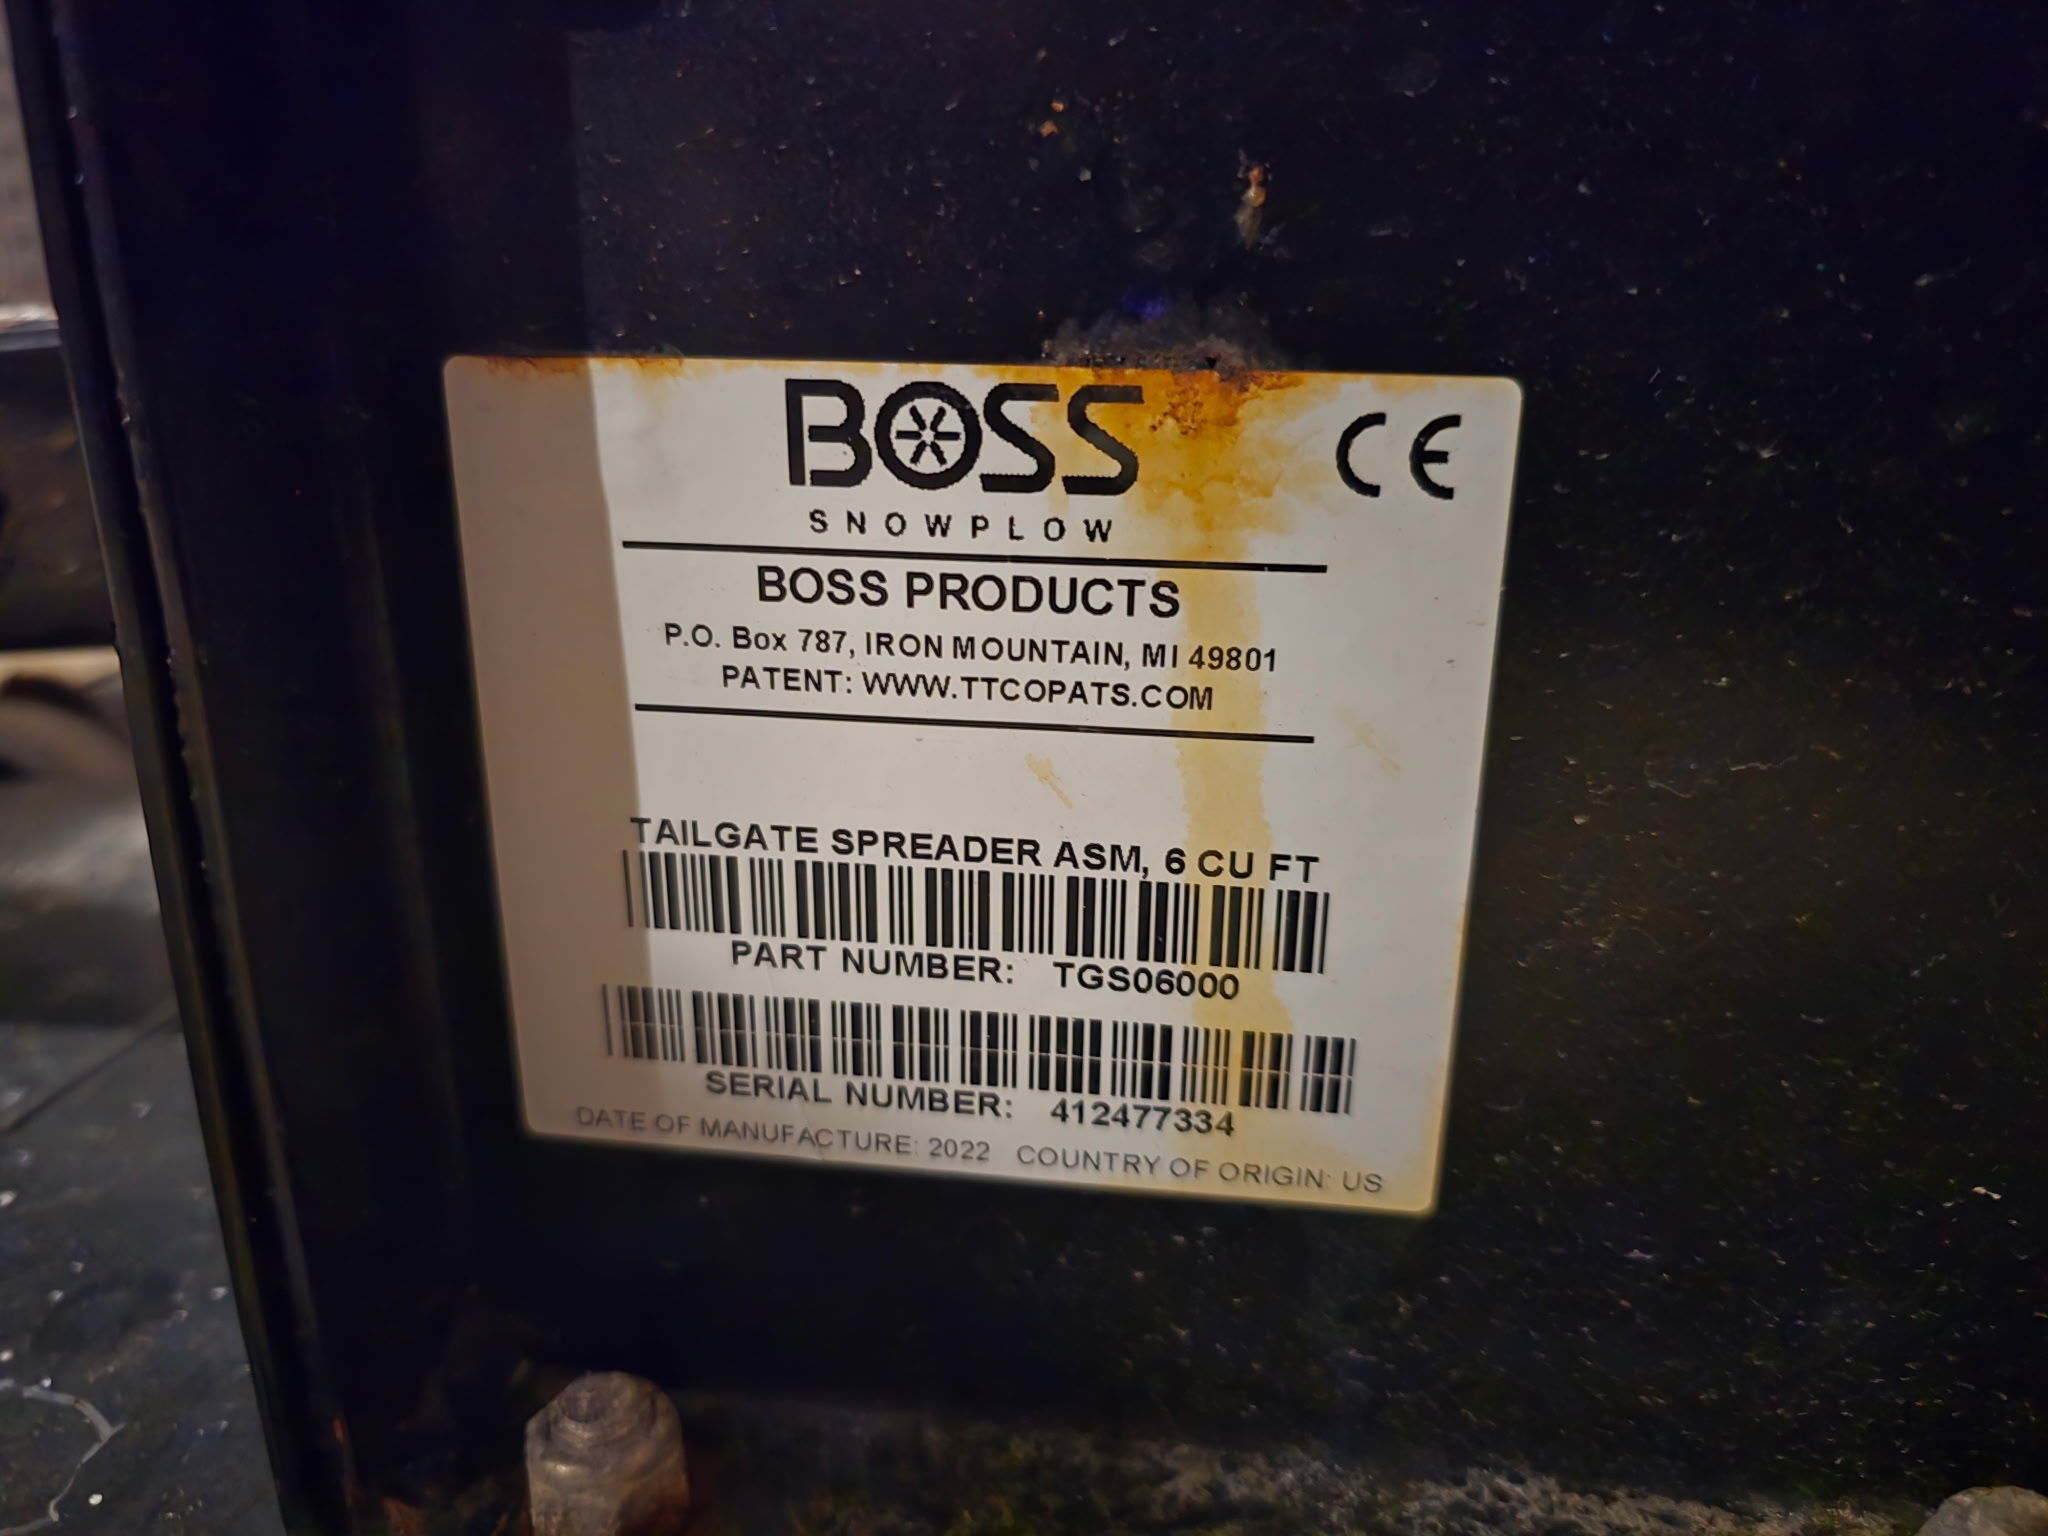 BOSS
SNOWPLOW
CE
BOSS PRODUCTS
P.O. Box 787, IRON MOUNTAIN, MI 49801
PATENT: WWW.TTCOPATS.COM
TAILGATE SPREADER ASM, 6 CU FT
PART NUMBER: TGS06000
SERIAL NUMBER: 412477334
DATE OF MANUFACTURE: 2022 COUNTRY OF ORIGIN: US